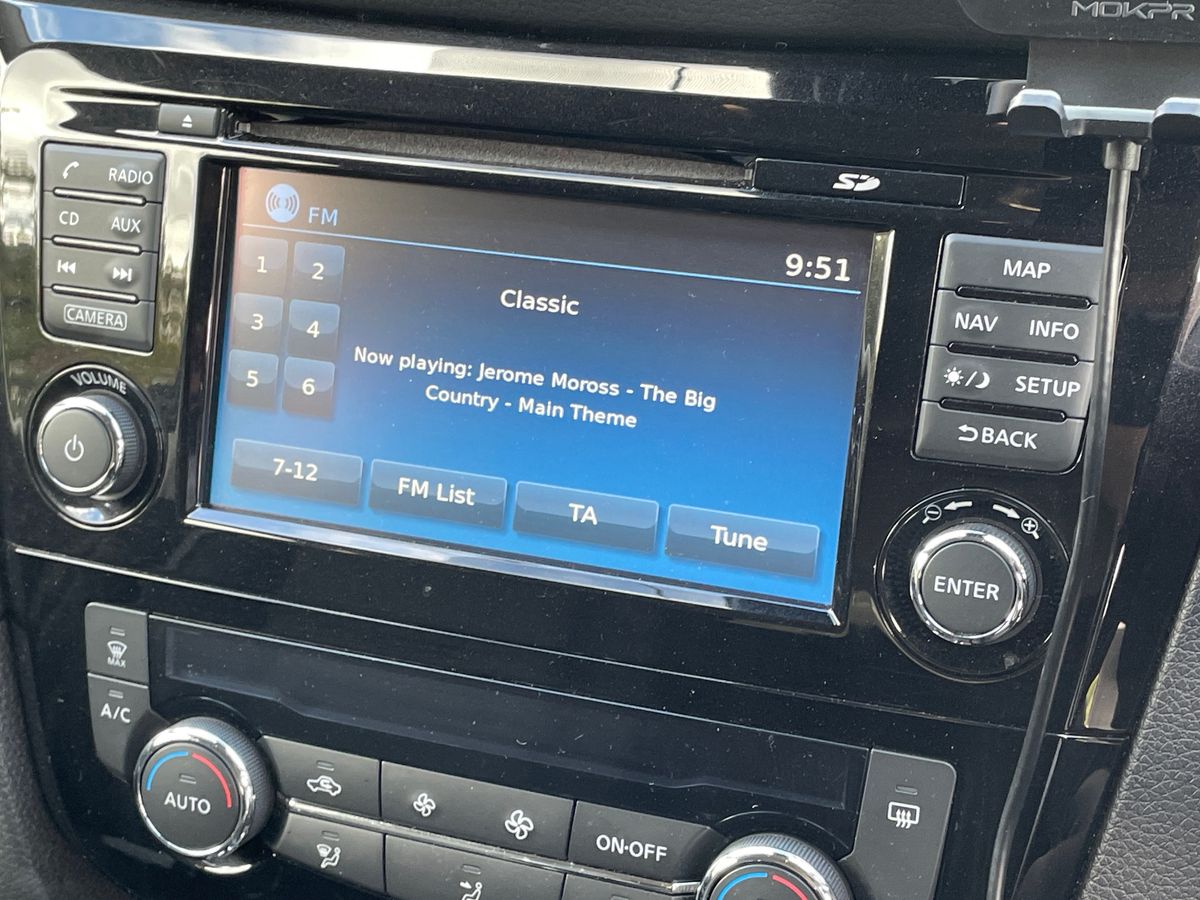 MOKPR
SD
RADIO
CD AUX
CAMERA
VOLUME
FM
9:51
1 2
3 4
5 6
Classic
Now playing: Jerome Moross - The Big
Country - Main Theme
7-12 FM List TA Tune
MAP
NAV INFO
SETUP
BACK
ENTER
MAX
A/C
AUTO
ON·OFF